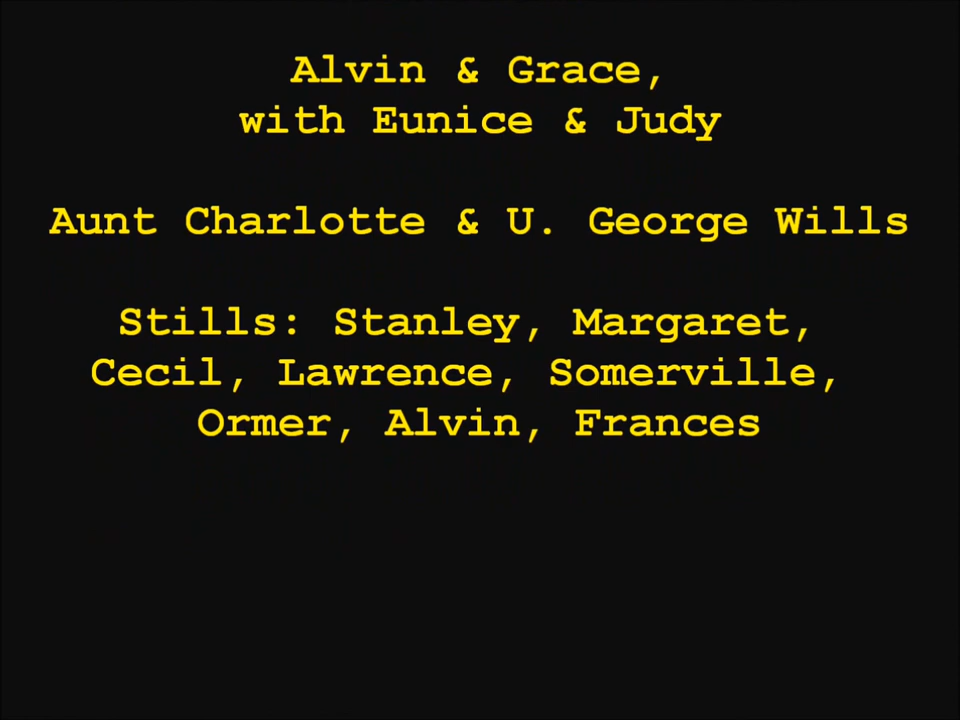 Alvin & Grace,
with Eunice & Judy
Aunt Charlotte & U. George Wills
Stills: Stanley, Margaret,
Cecil, Lawrence, Somerville,
Ormer, Alvin, Frances